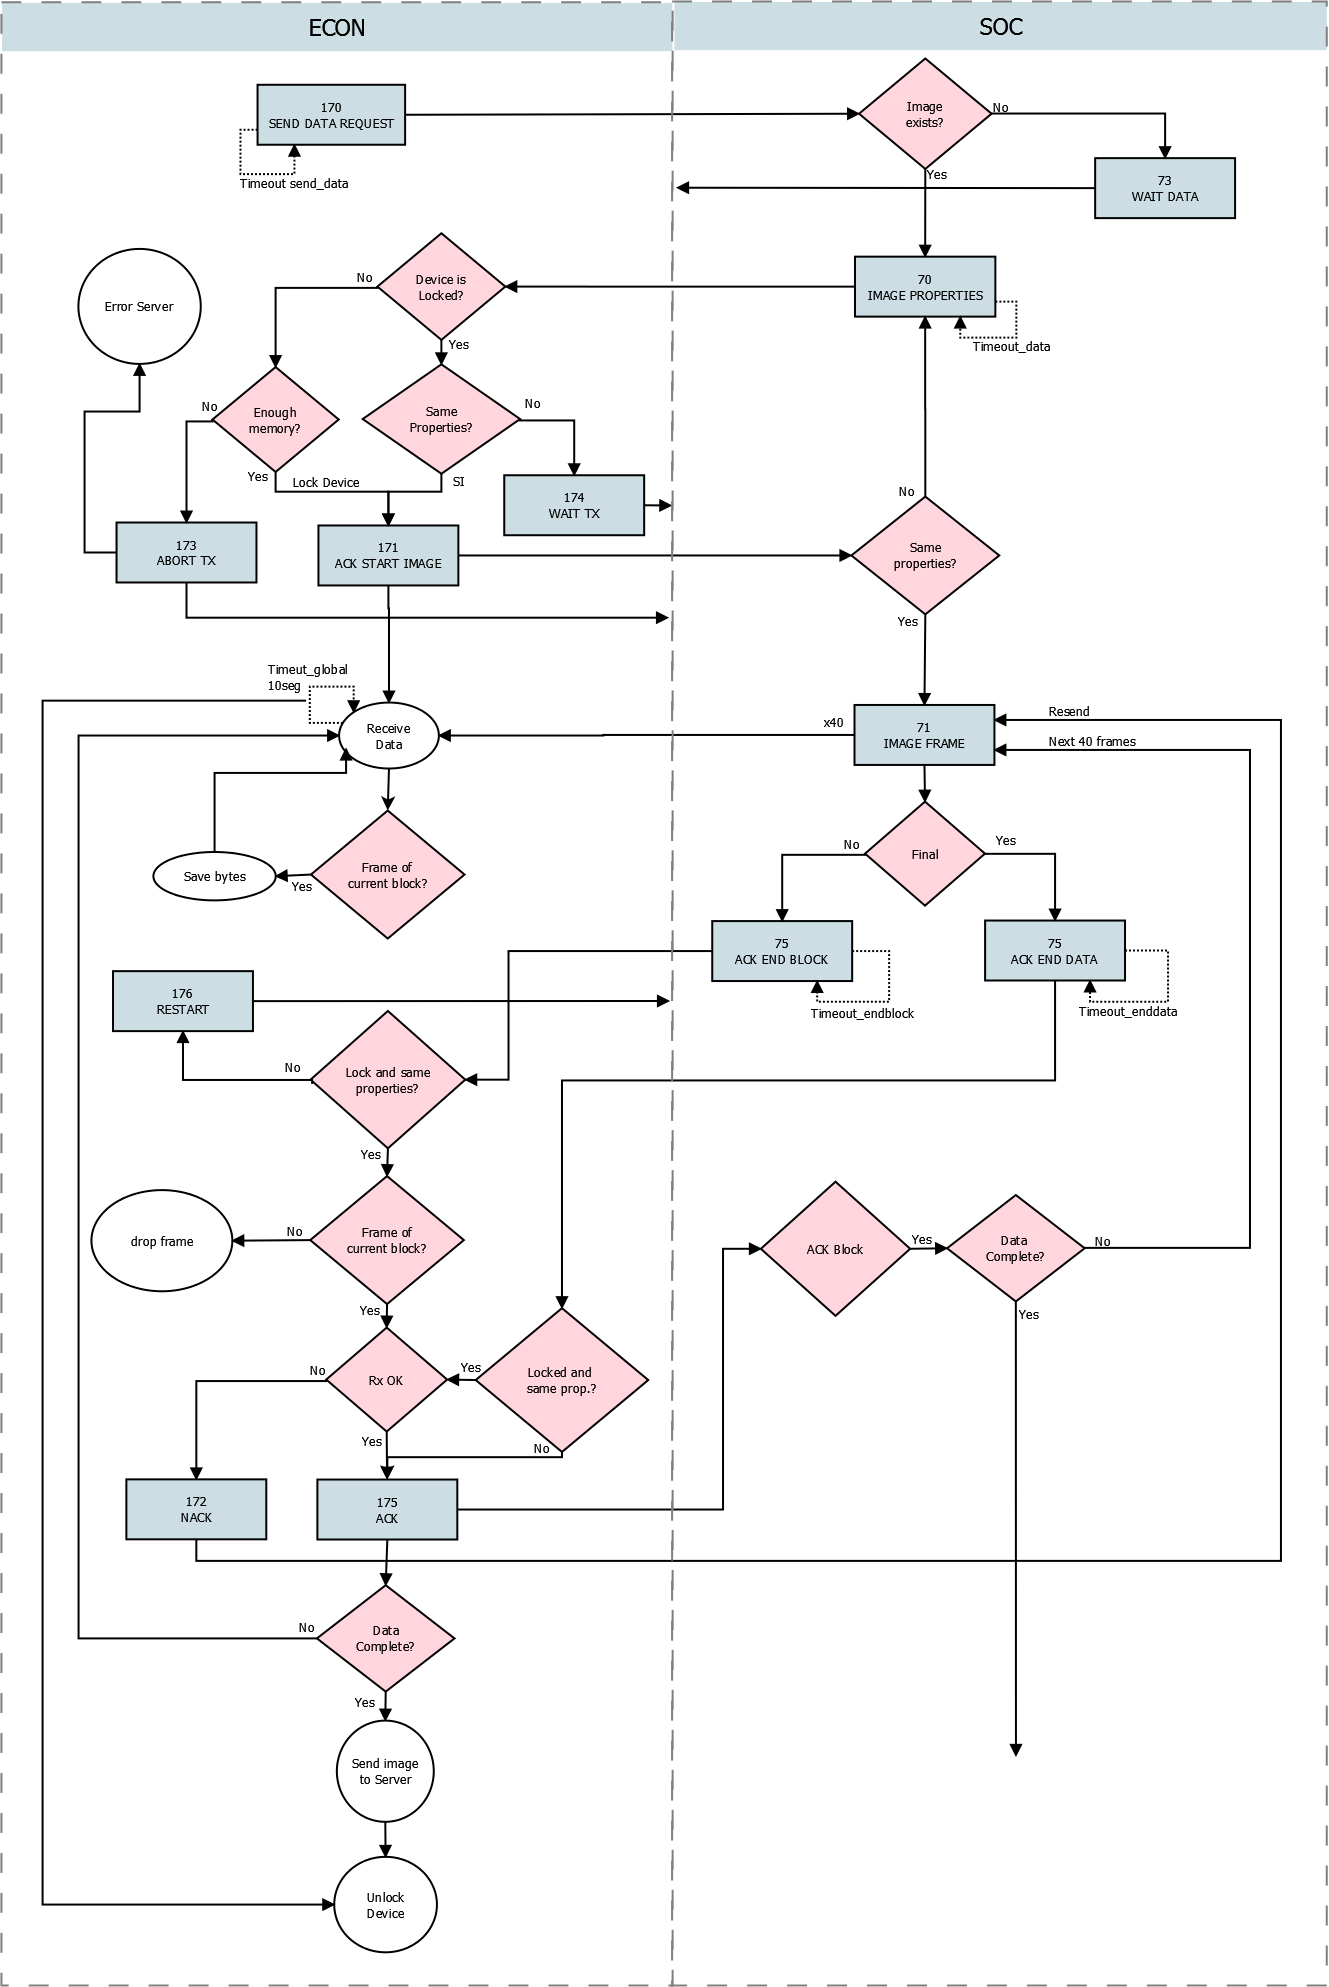 ECON
SOC
170
SEND DATA REQUEST
Timeout send_data
Image
exists?
No
Yes
73
WAIT DATA
Error Server
No
Device is
Locked?
Yes
70
IMAGE PROPERTIES
Timeout_data
No
Enough
memory?
Yes
Lock Device
Same
Properties?
No
SI
174
WAIT TX
173
ABORT TX
171
ACK START IMAGE
No
Same
properties?
Yes
Timeut_global
10seg
Receive
Data
x40
71
IMAGE FRAME
Resend
Next 40 frames
Save bytes
Yes
Frame of
current block?
No
Final
Yes
75
ACK END BLOCK
Timeout_endblock
75
ACK END DATA
Timeout_enddata
176
RESTART
No
Lock and same
properties?
Yes
drop frame
No
Frame of
current block?
Yes
ACK Block
Yes
Data
Complete?
No
Yes
No
Rx OK
Yes
Yes
Locked and
same prop.?
No
172
NACK
175
ACK
No
Data
Complete?
Yes
Send image
to Server
Unlock
Device